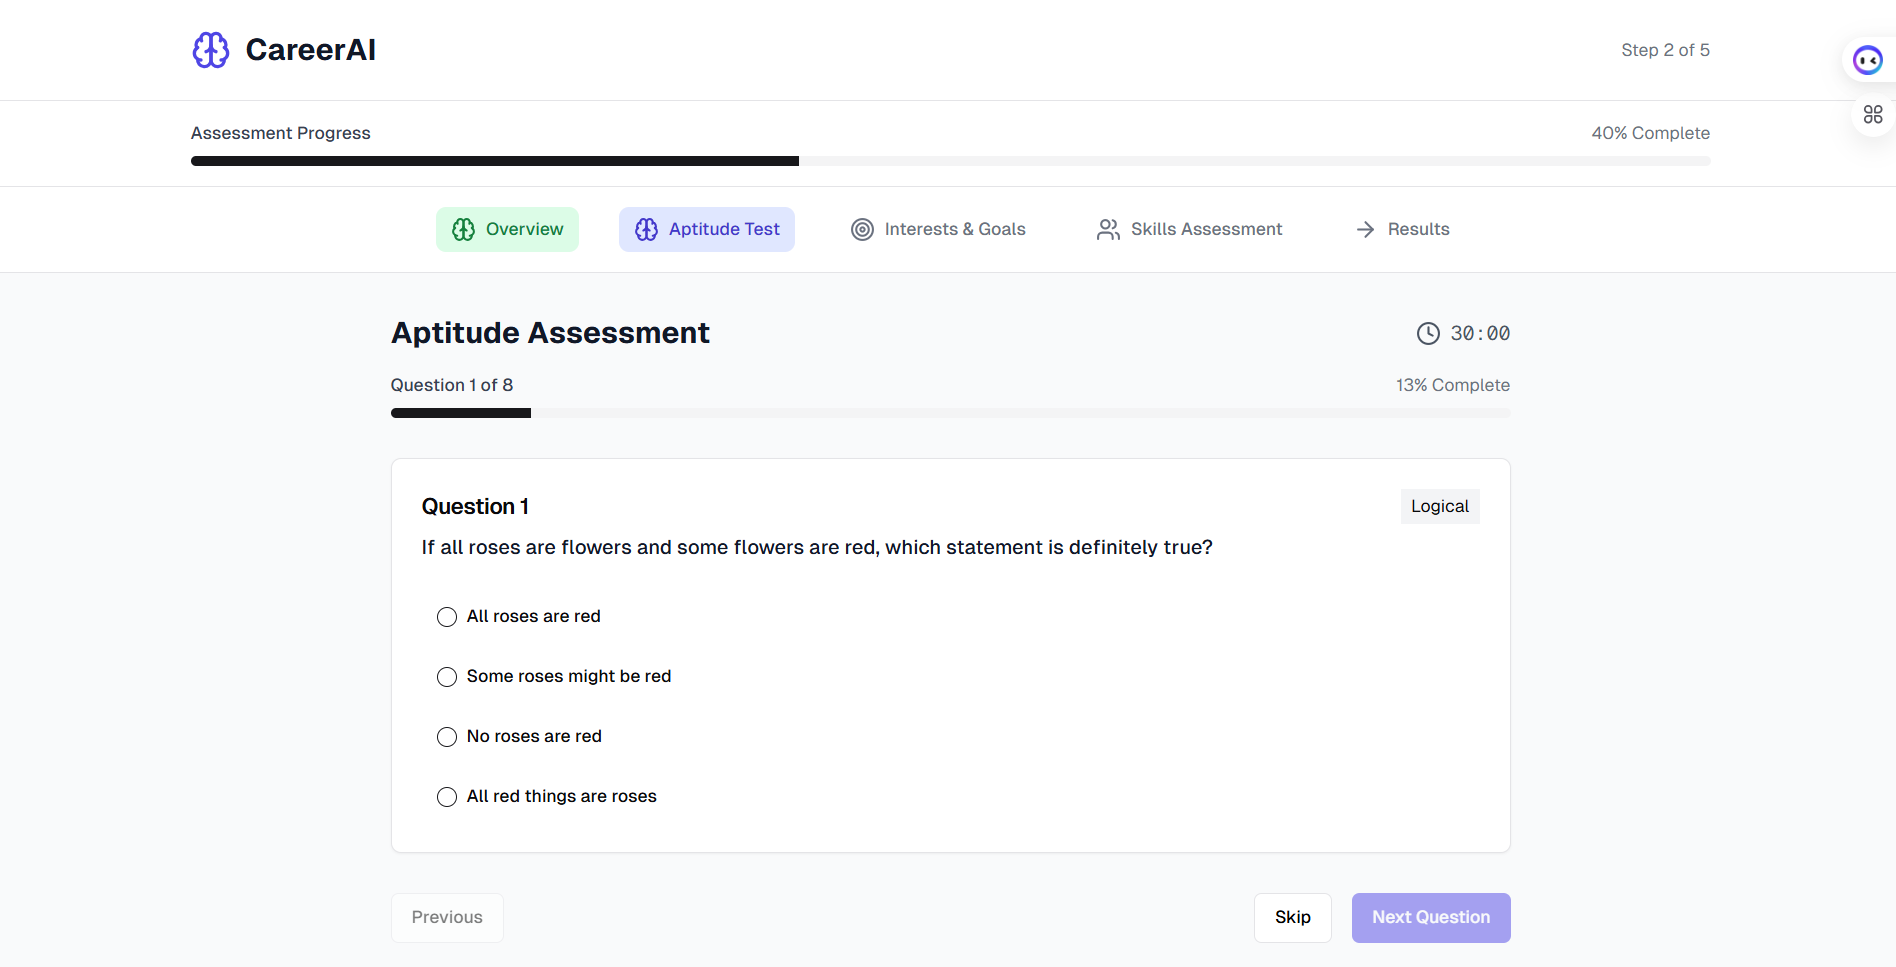 CareerAI
Step 2 of 5
Assessment Progress
40% Complete
Overview
Aptitude Test
Interests & Goals
Skills Assessment
Results
Aptitude Assessment
30:00
Question 1 of 8
13% Complete
Question 1
Logical
If all roses are flowers and some flowers are red, which statement is definitely true?
All roses are red
Some roses might be red
No roses are red
All red things are roses
Previous
Skip
Next Question